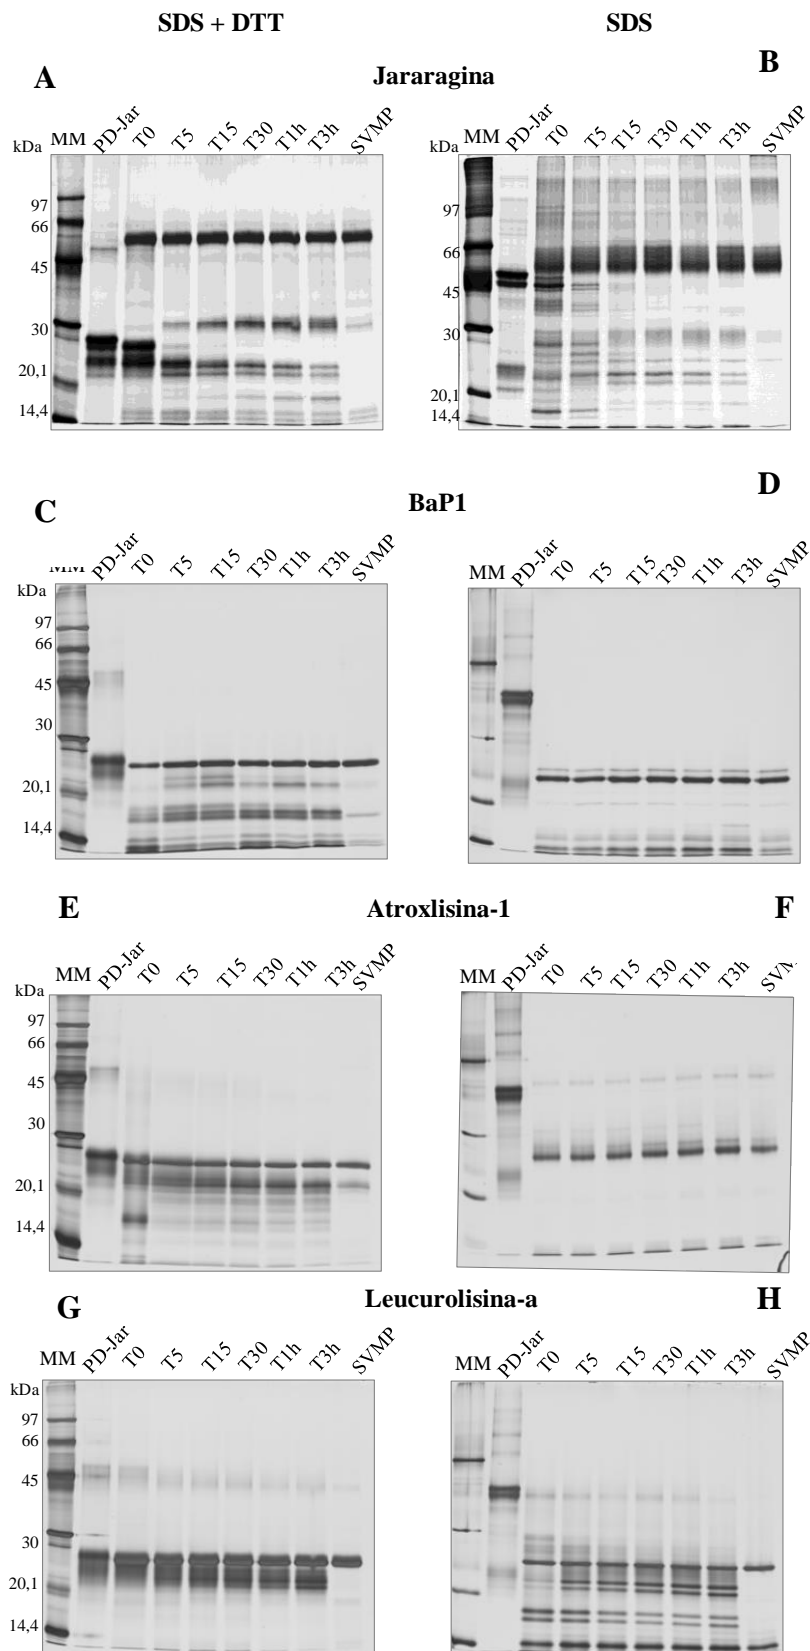 SDS + DTT SDS
A Jararagina B
kDa MM PD-Jar T0 T5 T15 T30 T1h T3h SVMP
97
66
45
30
20,1
14,4
kDa MM PD-Jar T0 T5 T15 T30 T1h T3h SVMP
97
66
45
30
20,1
14,4
C BaP1 D
kDa MM PD-Jar T0 T5 T15 T30 T1h T3h SVMP
97
66
45
30
20,1
14,4
MM PD-Jar T0 T5 T15 T30 T1h T3h SVMP
E Atroxlisina-1 F
kDa MM PD-Jar T0 T5 T15 T30 T1h T3h SVMP
97
66
45
30
20,1
14,4
MM PD-Jar T0 T5 T15 T30 T1h T3h
G Leucurolisina-a H
kDa MM PD-Jar T0 T5 T15 T30 T1h T3h SVMP
97
66
45
30
20,1
14,4
MM PD-Jar T0 T5 T15 T30 T1h T3h SVMP